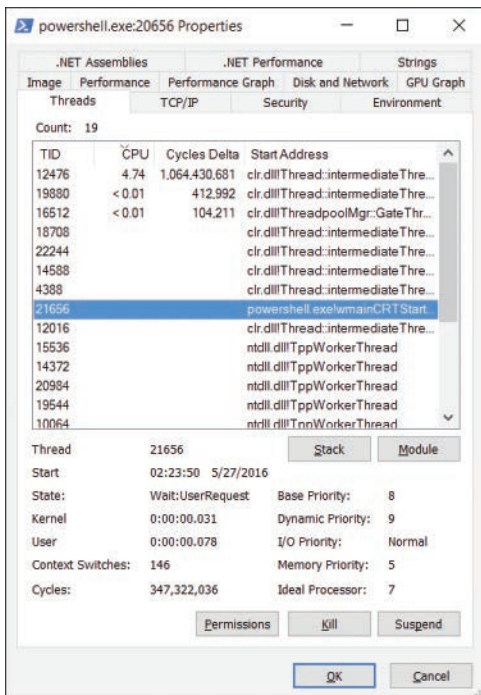 powershell.exe:20656 Properties
.NET Assemblies .NET Performance Strings
Image Performance Performance Graph Disk and Network GPU Graph
Threads TCP/IP Security Environment
Count: 19
TID CPU Cycles Delta Start Address
12476 4.74 1,064,430,681 clr.dll!Thread::intermediateThre...
19880 < 0.01 412,992 clr.dll!Thread::intermediateThre...
16512 < 0.01 104,211 clr.dll!ThreadpoolMgr::GateThr...
18708 clr.dll!Thread::intermediateThre...
22244 clr.dll!Thread::intermediateThre...
14588 clr.dll!Thread::intermediateThre...
4388 clr.dll!Thread::intermediateThre...
21656 powershell.exe!wmainCRTStart...
12016 clr.dll!Thread::intermediateThre...
15536 ntdll.dll!TppWorkerThread
14372 ntdll.dll!TppWorkerThread
20984 ntdll.dll!TppWorkerThread
19544 ntdll.dll!TppWorkerThread
10064 ntdll.dll!TppWorkerThread
Thread 21656 Stack Module
Start 02:23:50 5/27/2016
State: Wait:UserRequest Base Priority: 8
Kernel 0:00:00.031 Dynamic Priority: 9
User 0:00:00.078 I/O Priority: Normal
Context Switches: 146 Memory Priority: 5
Cycles: 347,322,036 Ideal Processor: 7
Permissions Kill Suspend
OK Cancel